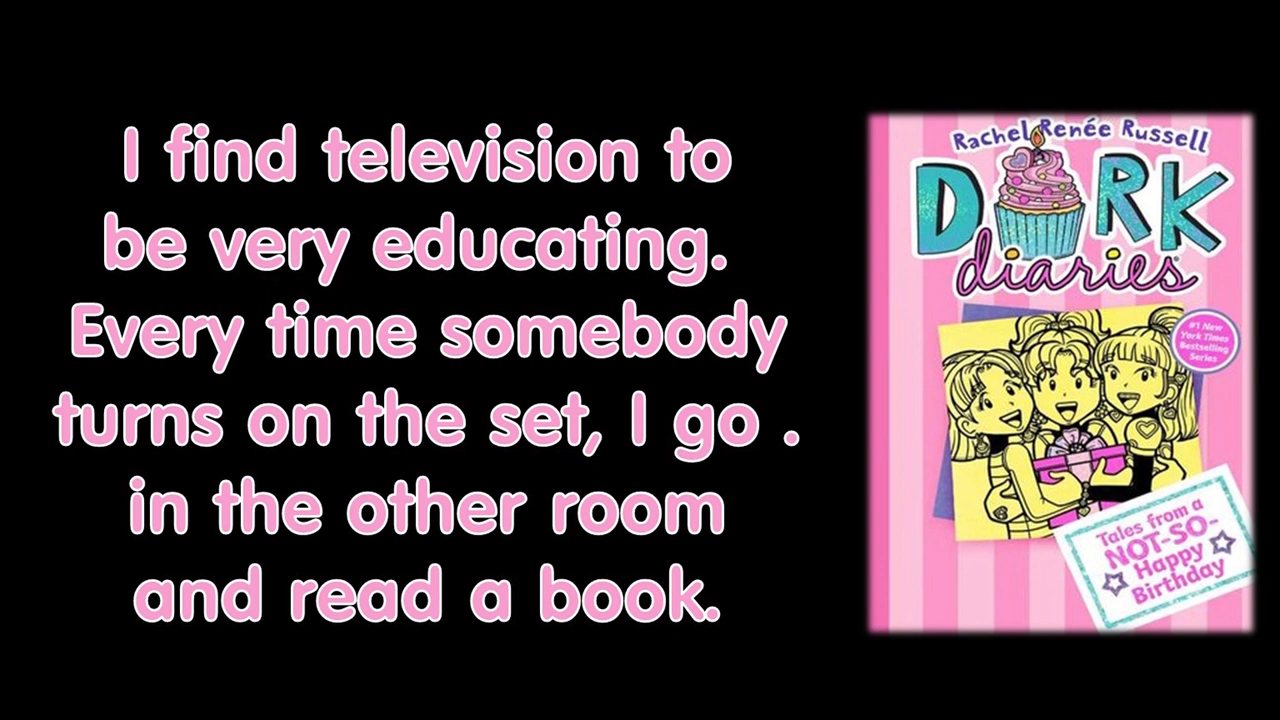 I find television to
be very educating.
Every time somebody
turns on the set, I go .
in the other room
and read a book.
Rachel Renée Russell
DORK
diaries
#1 New
York Times
Bestselling
Series
Tales from a
NOT-SO-
Happy
Birthday